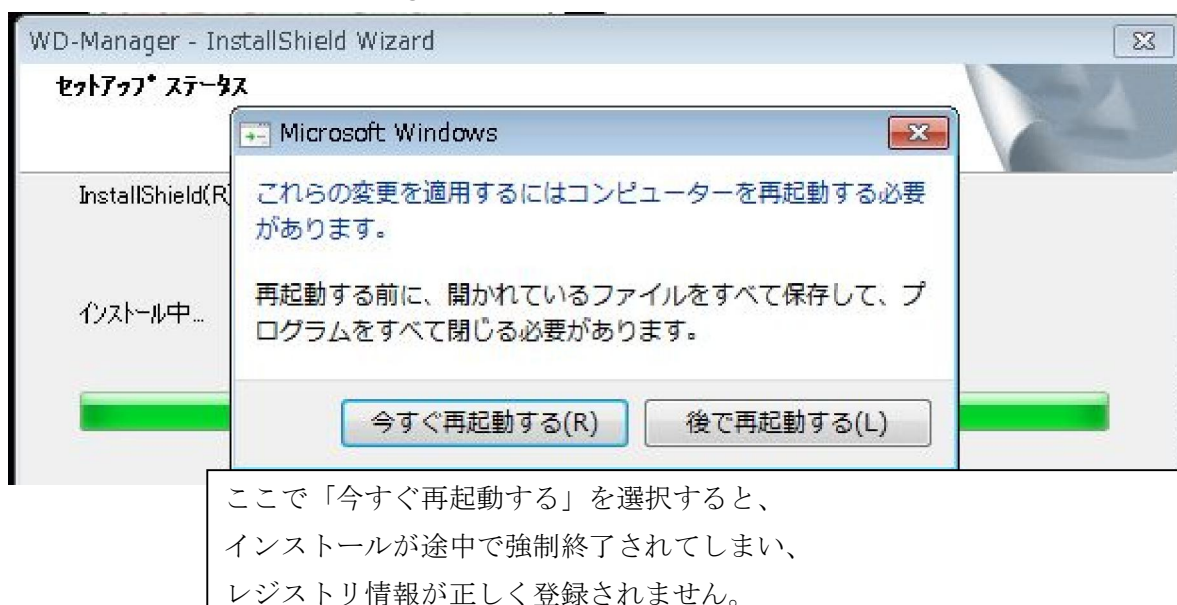 WD-Manager - InstallShield Wizard
セットアップ ステータス
Microsoft Windows
InstallShield(R)
これらの変更を適用するにはコンピューターを再起動する必要
があります。
再起動する前に、開かれているファイルをすべて保存して、プ
ログラムをすべて閉じる必要があります。
インストール中...
今すぐ再起動する(R)
後で再起動する(L)
ここで「今すぐ再起動する」を選択すると、
インストールが途中で強制終了されてしまい、
レジストリ情報が正しく登録されません。